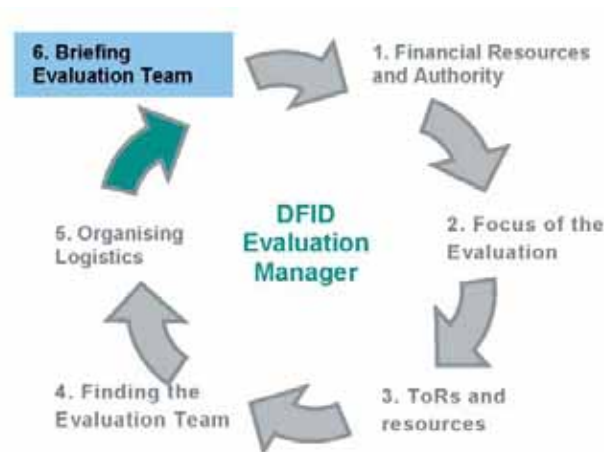 6. Briefing
Evaluation Team
1. Financial Resources
and Authority
2. Focus of the
Evaluation
3. ToRs and
resources
4. Finding the
Evaluation Team
5. Organising
Logistics
DFID
Evaluation
Manager